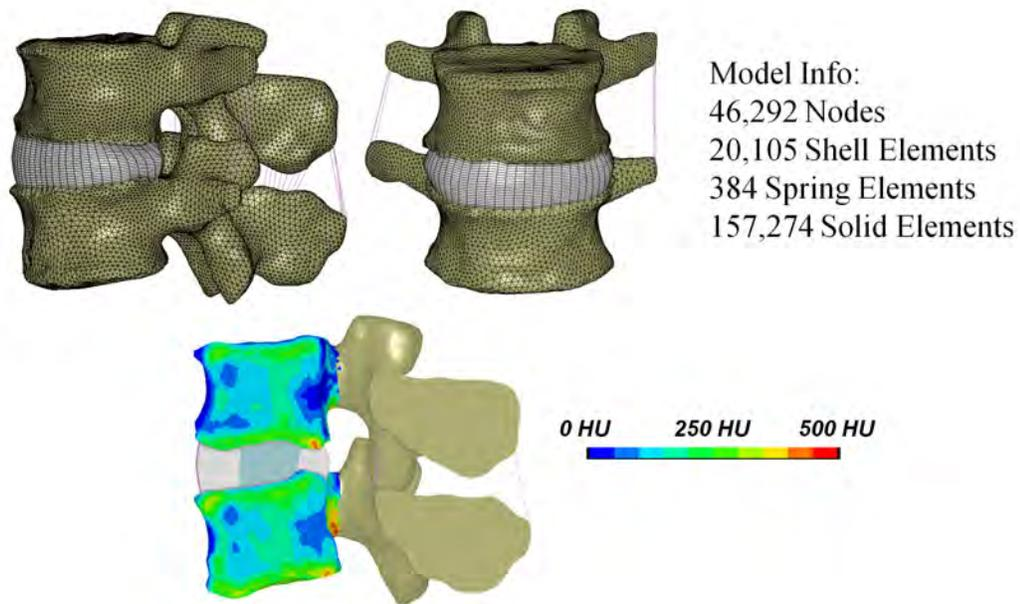 Model Info:
46,292 Nodes
20,105 Shell Elements
384 Spring Elements
157,274 Solid Elements
0 HU 250 HU 500 HU